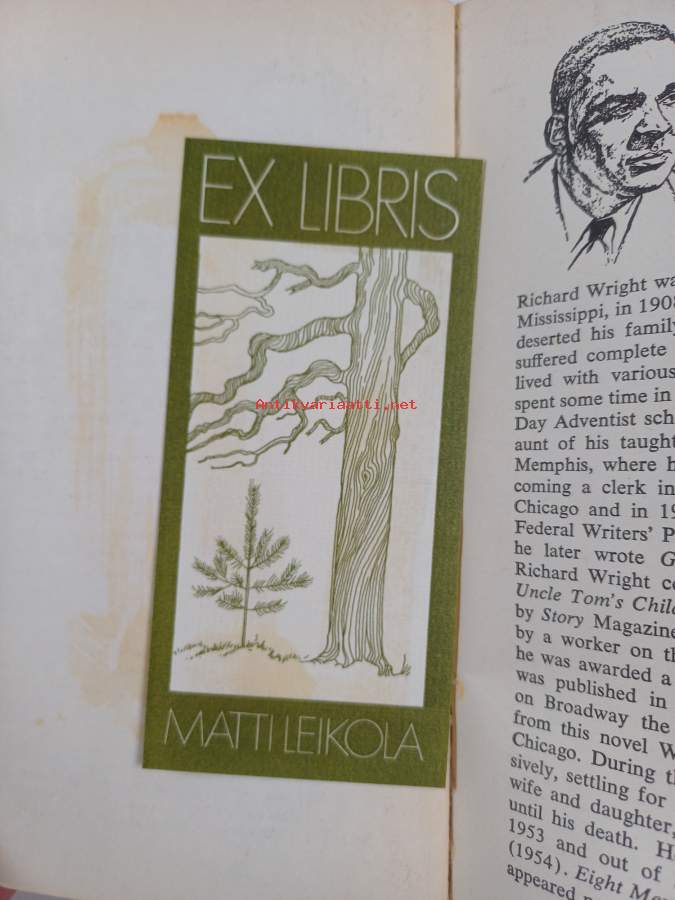 EX LIBRIS
Antikvariaatti.net
MATTI LEIKOLA
Richard Wright wa
Mississippi, in 1908
deserted his family
suffered complete
lived with various
spent some time in
Day Adventist sch
aunt of his taught
Memphis, where h
coming a clerk in
Chicago and in 19
Federal Writers' P
he later wrote G
Richard Wright c
Uncle Tom's Chil
by Story Magazine
by a worker on th
he was awarded a
was published in
on Broadway the
from this novel W
Chicago. During th
sively, settling for
wife and daughter,
until his death. H
1953 and out of
(1954). Eight Me
appeared